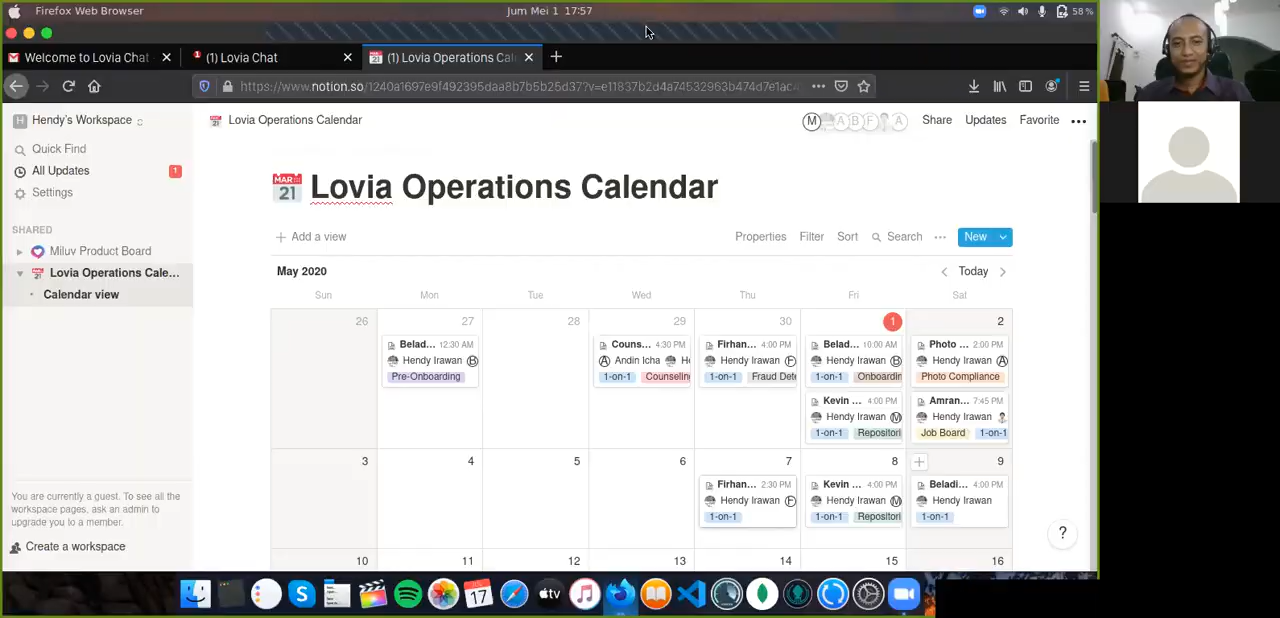 Firefox Web Browser
Jum Mei 1 17:57
58 %
Welcome to Lovia Chat
(1) Lovia Chat
(1) Lovia Operations Cale
https://www.notion.so/1240a1697e9f492395daa8b7b5b25d37?v=e11837b2d4a74532963b474d7e1ac4
H Hendy's Workspace
Lovia Operations Calendar
M A B F A
Share
Updates
Favorite
Quick Find
All Updates
1
Settings
SHARED
Miluv Product Board
Lovia Operations Cale...
Calendar view
MAR 21 Lovia Operations Calendar
Add a view
Properties
Filter
Sort
Search
New
May 2020
Today
Sun Mon Tue Wed Thu Fri Sat
26 27 28 29 30 1 2
Belad... 12:30 AM
Hendy Irawan B
Pre-Onboarding
Couns... 4:30 PM
A Andin Icha He
1-on-1 Counselin
Firhan... 4:00 PM
Hendy Irawan F
1-on-1 Fraud Dete
Belad... 10:00 AM
Hendy Irawan B
1-on-1 Onboardin
Photo ... 2:00 PM
Hendy Irawan A
Photo Compliance
Kevin ... 4:00 PM
Hendy Irawan M
1-on-1 Repositori
Amran... 7:45 PM
Hendy Irawan
Job Board 1-on-1
3 4 5 6 7 8 9
Firhan... 2:30 PM
Hendy Irawan F
1-on-1
Kevin ... 4:00 PM
Hendy Irawan M
1-on-1 Repositori
Beladi... 4:00 PM
Hendy Irawan
1-on-1
10 11 12 13 14 15 16
You are currently a guest. To see all the
workspace pages, ask an admin to
upgrade you to a member.
Create a workspace
?
17
tv